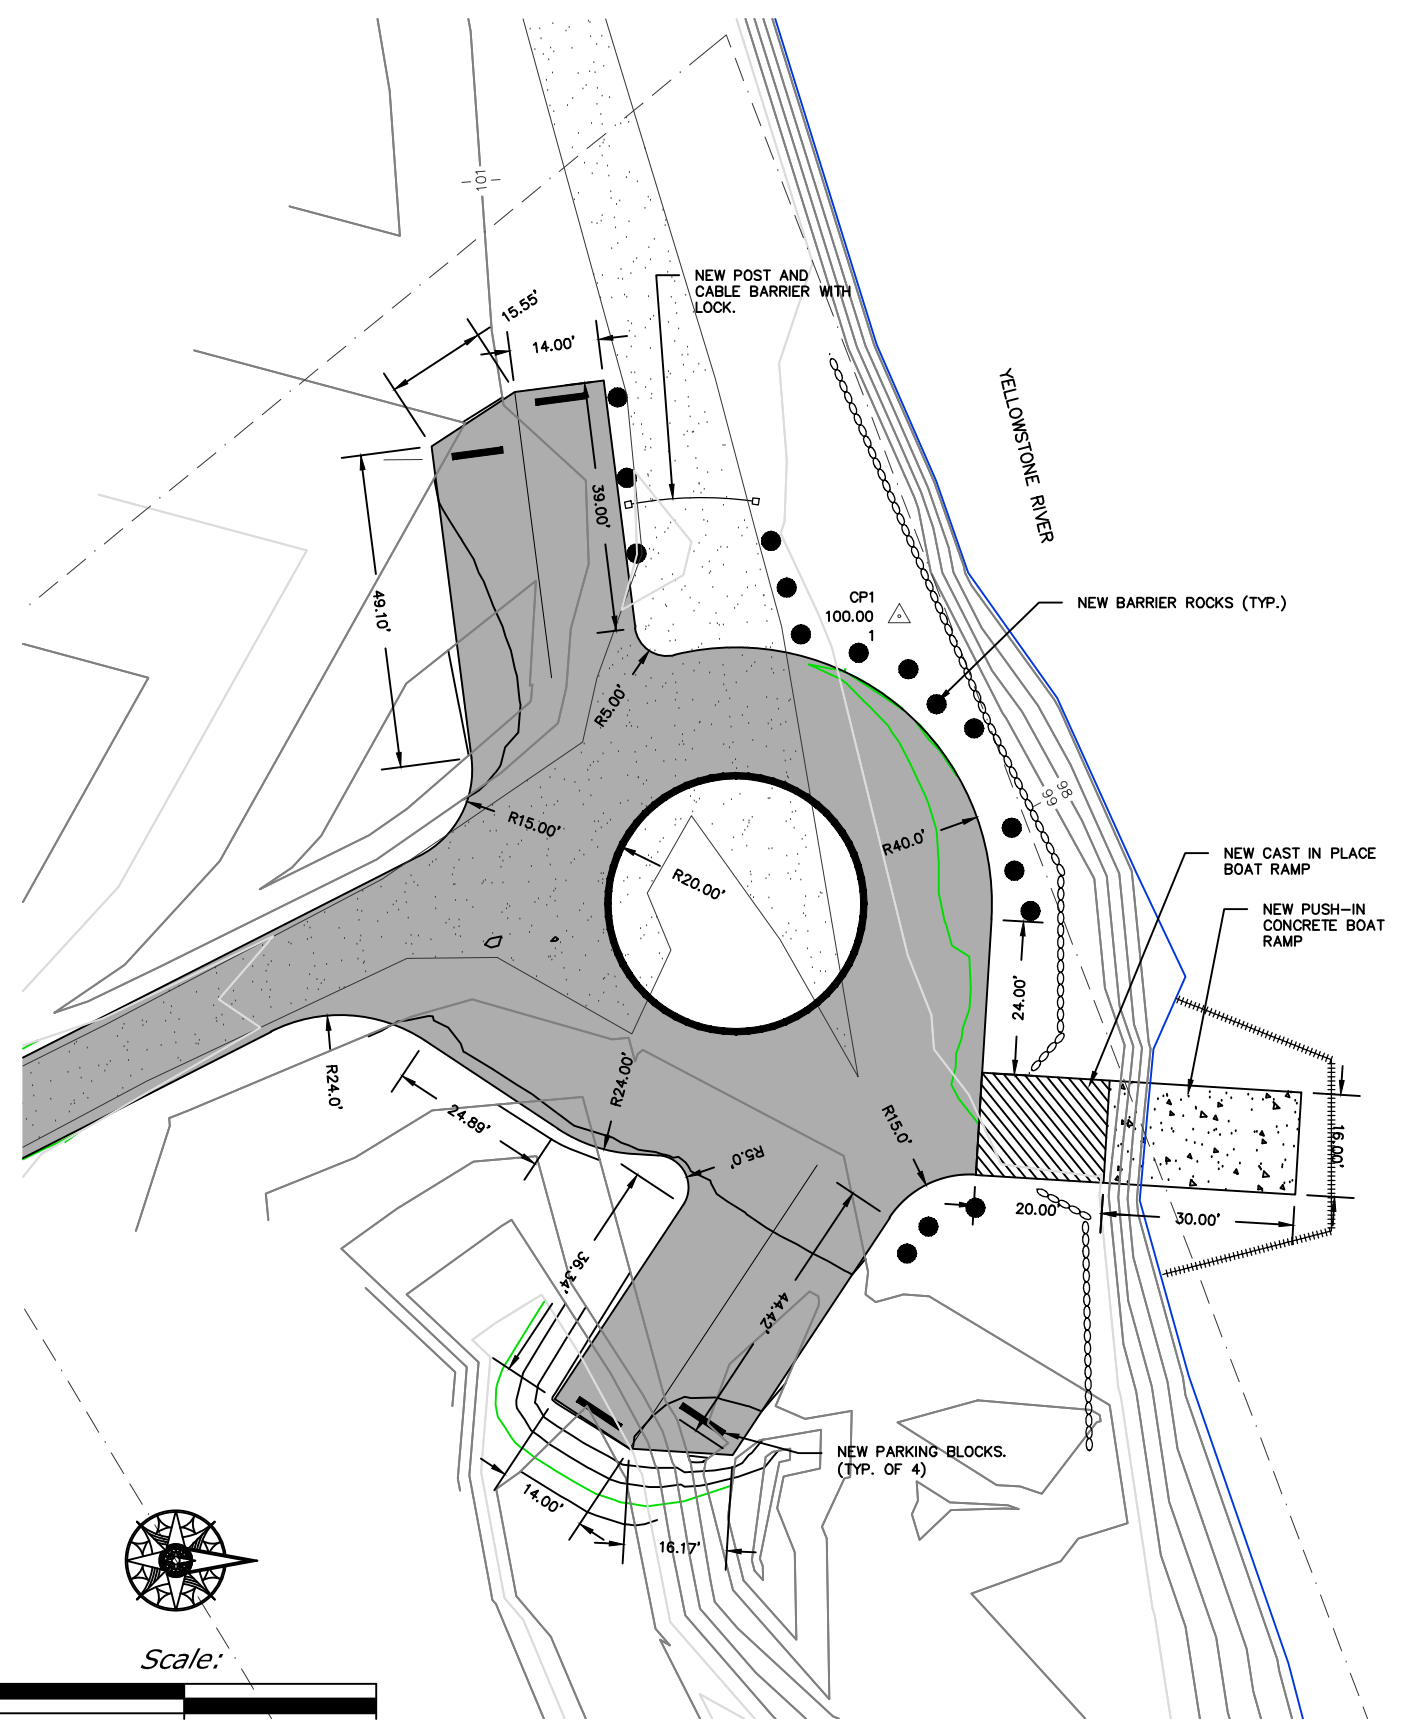 101
NEW POST AND
CABLE BARRIER WITH
LOCK.
15.55'
14.00'
YELLOWSTONE RIVER
39.00'
49.10'
CP1
100.00
1
NEW BARRIER ROCKS (TYP.)
R5.00'
98
99
R15.00'
R40.0'
R20.00'
NEW CAST IN PLACE
BOAT RAMP
NEW PUSH-IN
CONCRETE BOAT
RAMP
24.00'
R24.0'
R24.00'
24.89'
R15.0'
R5.0'
16.00'
20.00'
30.00'
36.34'
44.42'
NEW PARKING BLOCKS.
(TYP. OF 4)
14.00'
16.17'
Scale: